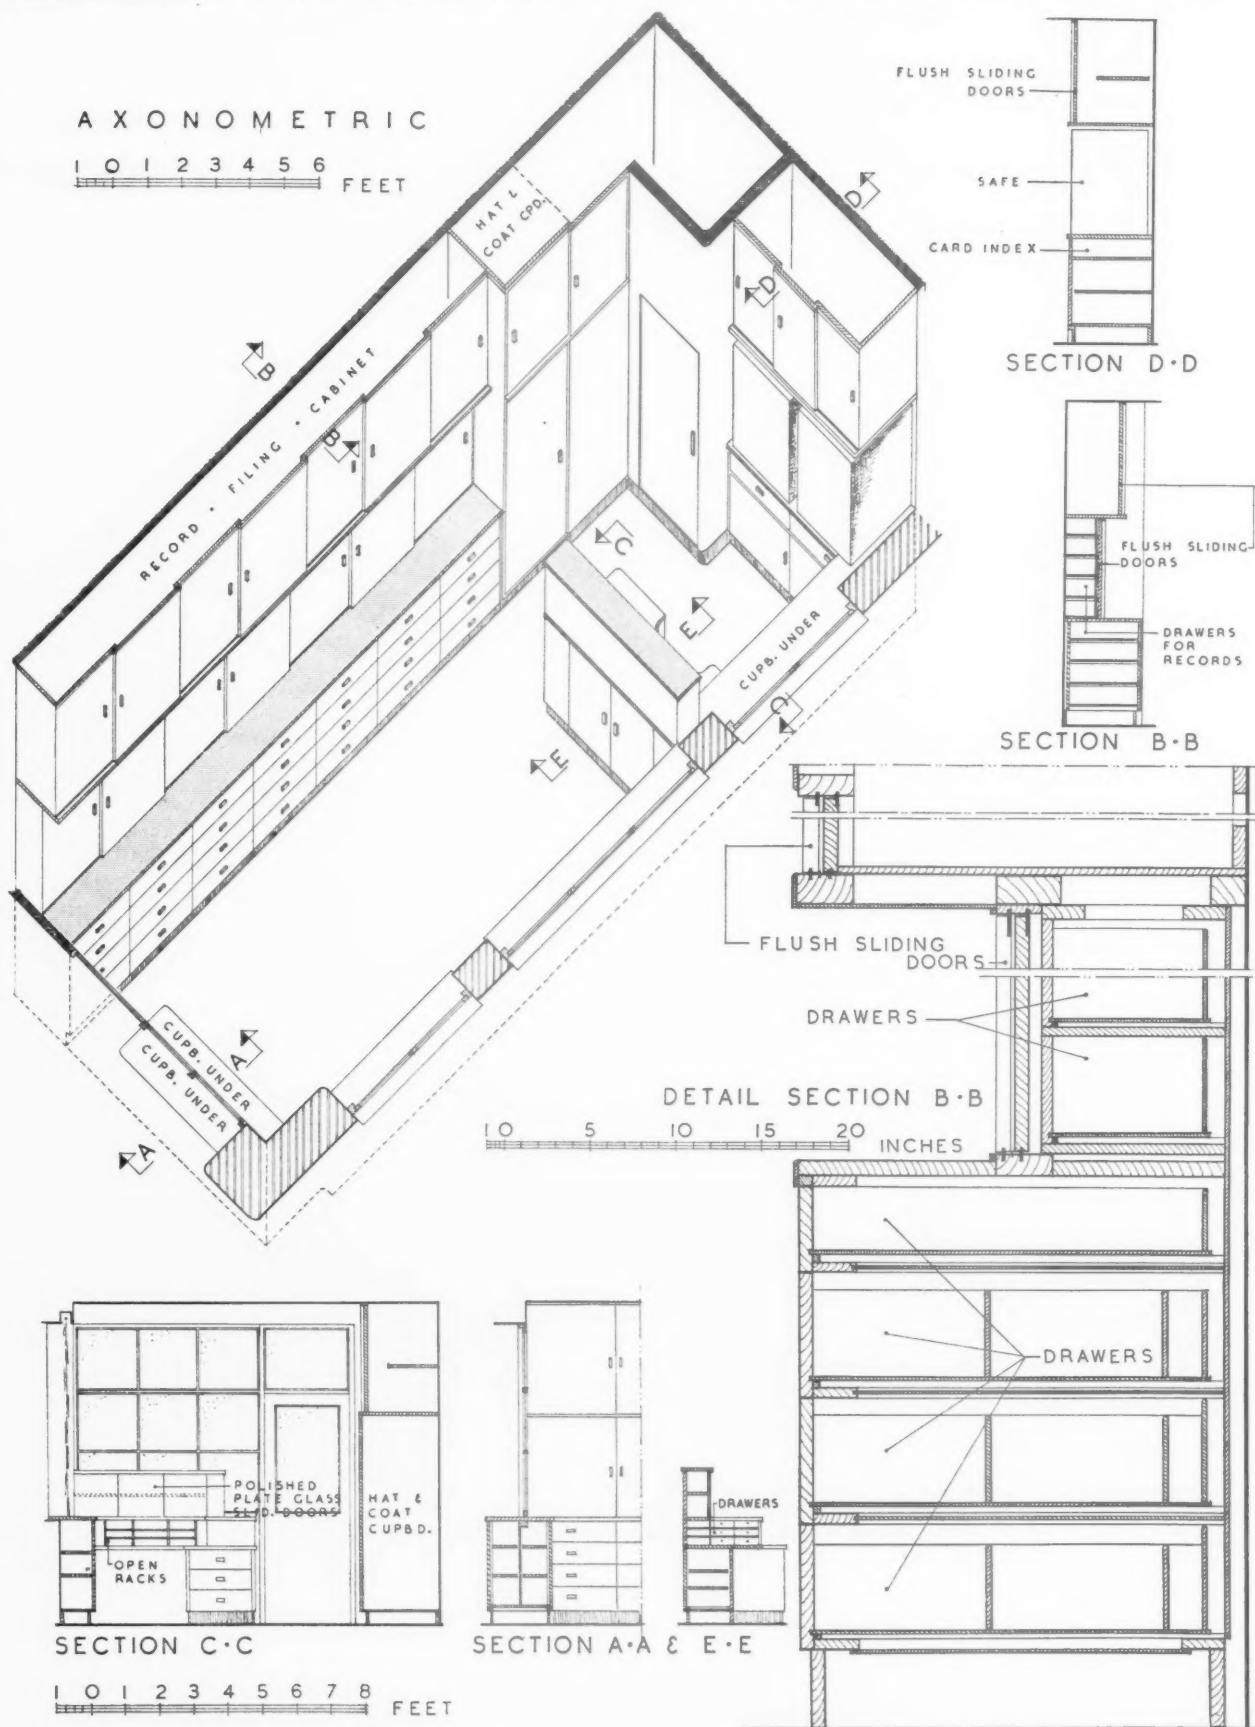 AXONOMETRIC
1 0 1 2 3 4 5 6 FEET
HAT &
COAT CPD.
RECORD · FILING · CABINET
B
B
D
D
C
C
E
E
CUPB. UNDER
CUPB. UNDER
CUPB. UNDER
A
A
FLUSH SLIDING
DOORS
SAFE
CARD INDEX
SECTION D·D
FLUSH SLIDING
DOORS
DRAWERS
FOR
RECORDS
SECTION B·B
FLUSH SLIDING
DOORS
DRAWERS
DETAIL SECTION B·B
1 0 5 10 15 20 INCHES
DRAWERS
POLISHED
PLATE GLASS
SLID. DOORS
HAT &
COAT
CUPBD.
OPEN
RACKS
SECTION C·C
DRAWERS
SECTION A·A & E·E
1 0 1 2 3 4 5 6 7 8 FEET